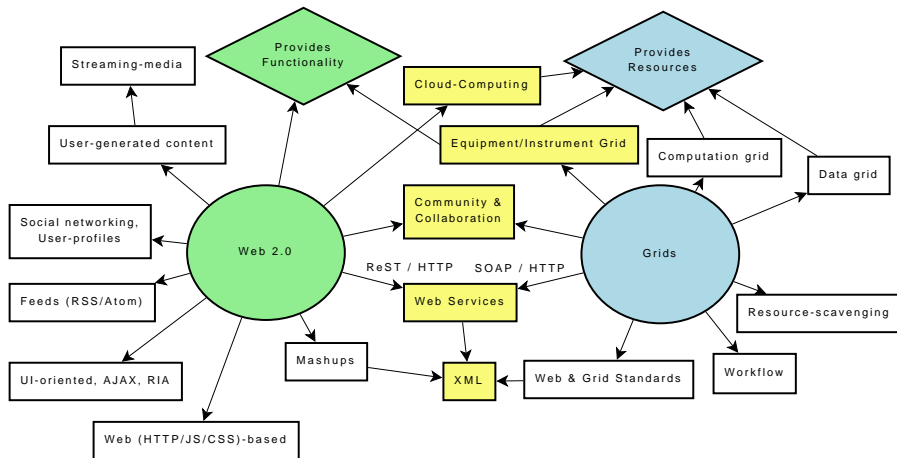 Provides
Functionality
Provides
Resources
Streaming-media
Cloud-Computing
User-generated content
Equipment/Instrument Grid
Computation grid
Data grid
Social networking,
User-profiles
Community &
Collaboration
Web 2.0
Grids
ReST / HTTP
SOAP / HTTP
Feeds (RSS/Atom)
Web Services
Resource-scavenging
Mashups
UI-oriented, AJAX, RIA
XML
Web & Grid Standards
Workflow
Web (HTTP/JS/CSS)-based